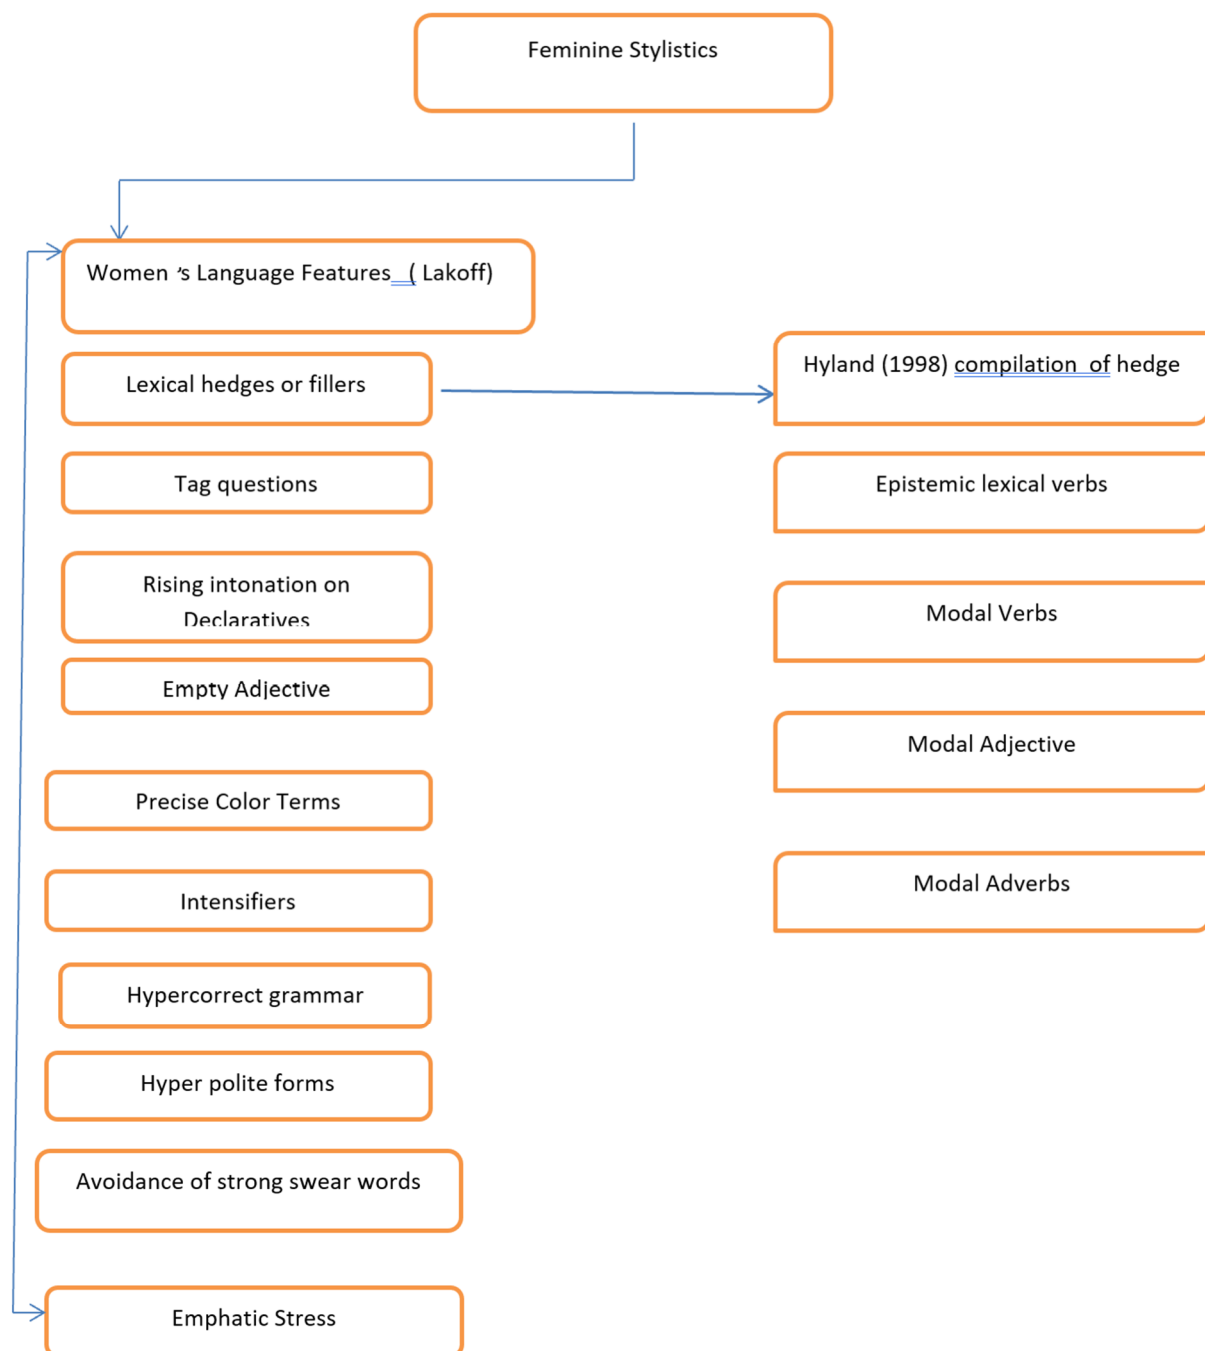 Feminine Stylistics
Women ‘s Language Features  ( Lakoff)
Lexical hedges or fillers
Hyland (1998) compilation  of hedge
Tag questions
Epistemic lexical verbs
Rising intonation on
Declaratives
Modal Verbs
Empty Adjective
Modal Adjective
Precise Color Terms
Intensifiers
Modal Adverbs
Hypercorrect grammar
Hyper polite forms
Avoidance of strong swear words
Emphatic Stress